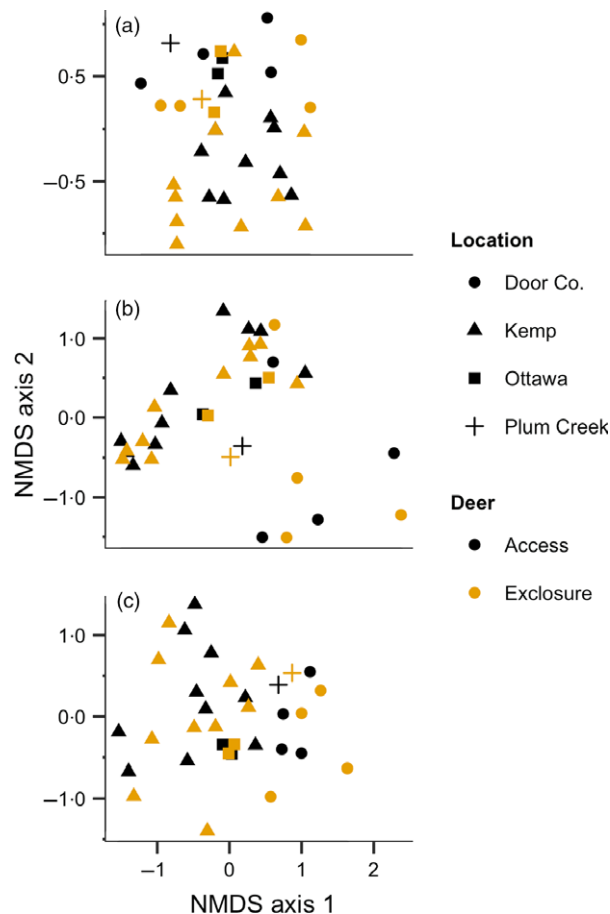 (a)
0·5
–0·5
(b)
1·0
0·0
–1·0
(c)
1·0
0·0
–1·0
–1 0 1 2
NMDS axis 1
NMDS axis 2
Location
Door Co.
Kemp
Ottawa
Plum Creek
Deer
Access
Exclosure